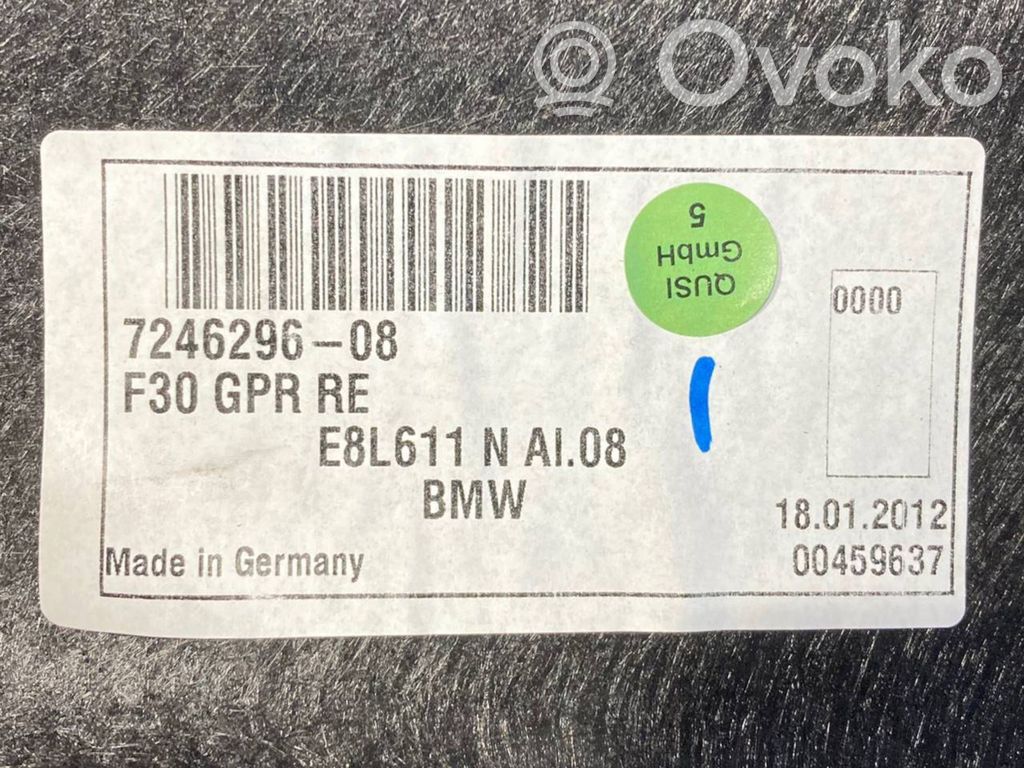 Ovoko
QUSI
GmbH
5
0000
7246296-08
F30 GPR RE
E8L611 N AI.08
BMW
18.01.2012
Made in Germany
00459637